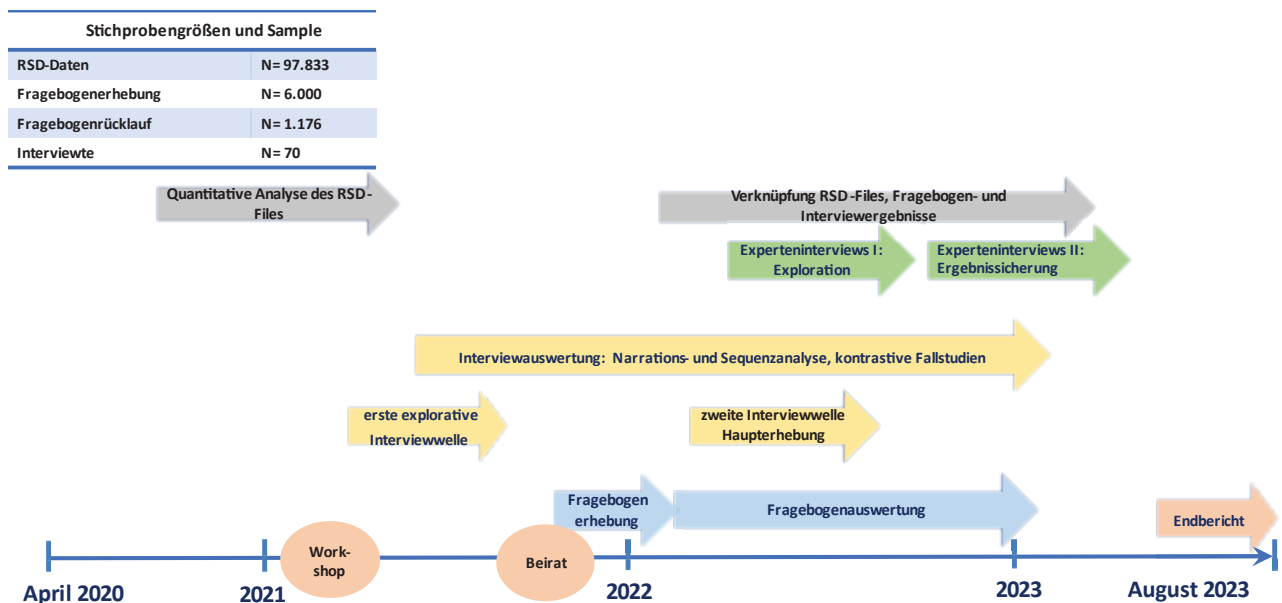 Stichprobengrößen und Sample
RSD-Daten N= 97.833
Fragebogenerhebung N= 6.000
Fragebogenrücklauf N= 1.176
Interviewte N= 70
Quantitative Analyse des RSD-
Files
Verknüpfung RSD-Files, Fragebogen- und
Interviewergebnisse
Experteninterviews I:
Exploration
Experteninterviews II:
Ergebnissicherung
Interviewauswertung: Narrations- und Sequenzanalyse, kontrastive Fallstudien
erste explorative
Interviewwelle
zweite Interviewwelle
Haupterhebung
Fragebogen
erhebung
Fragebogenauswertung
Endbericht
Work-
shop
Beirat
April 2020
2021
2022
2023
August 2023